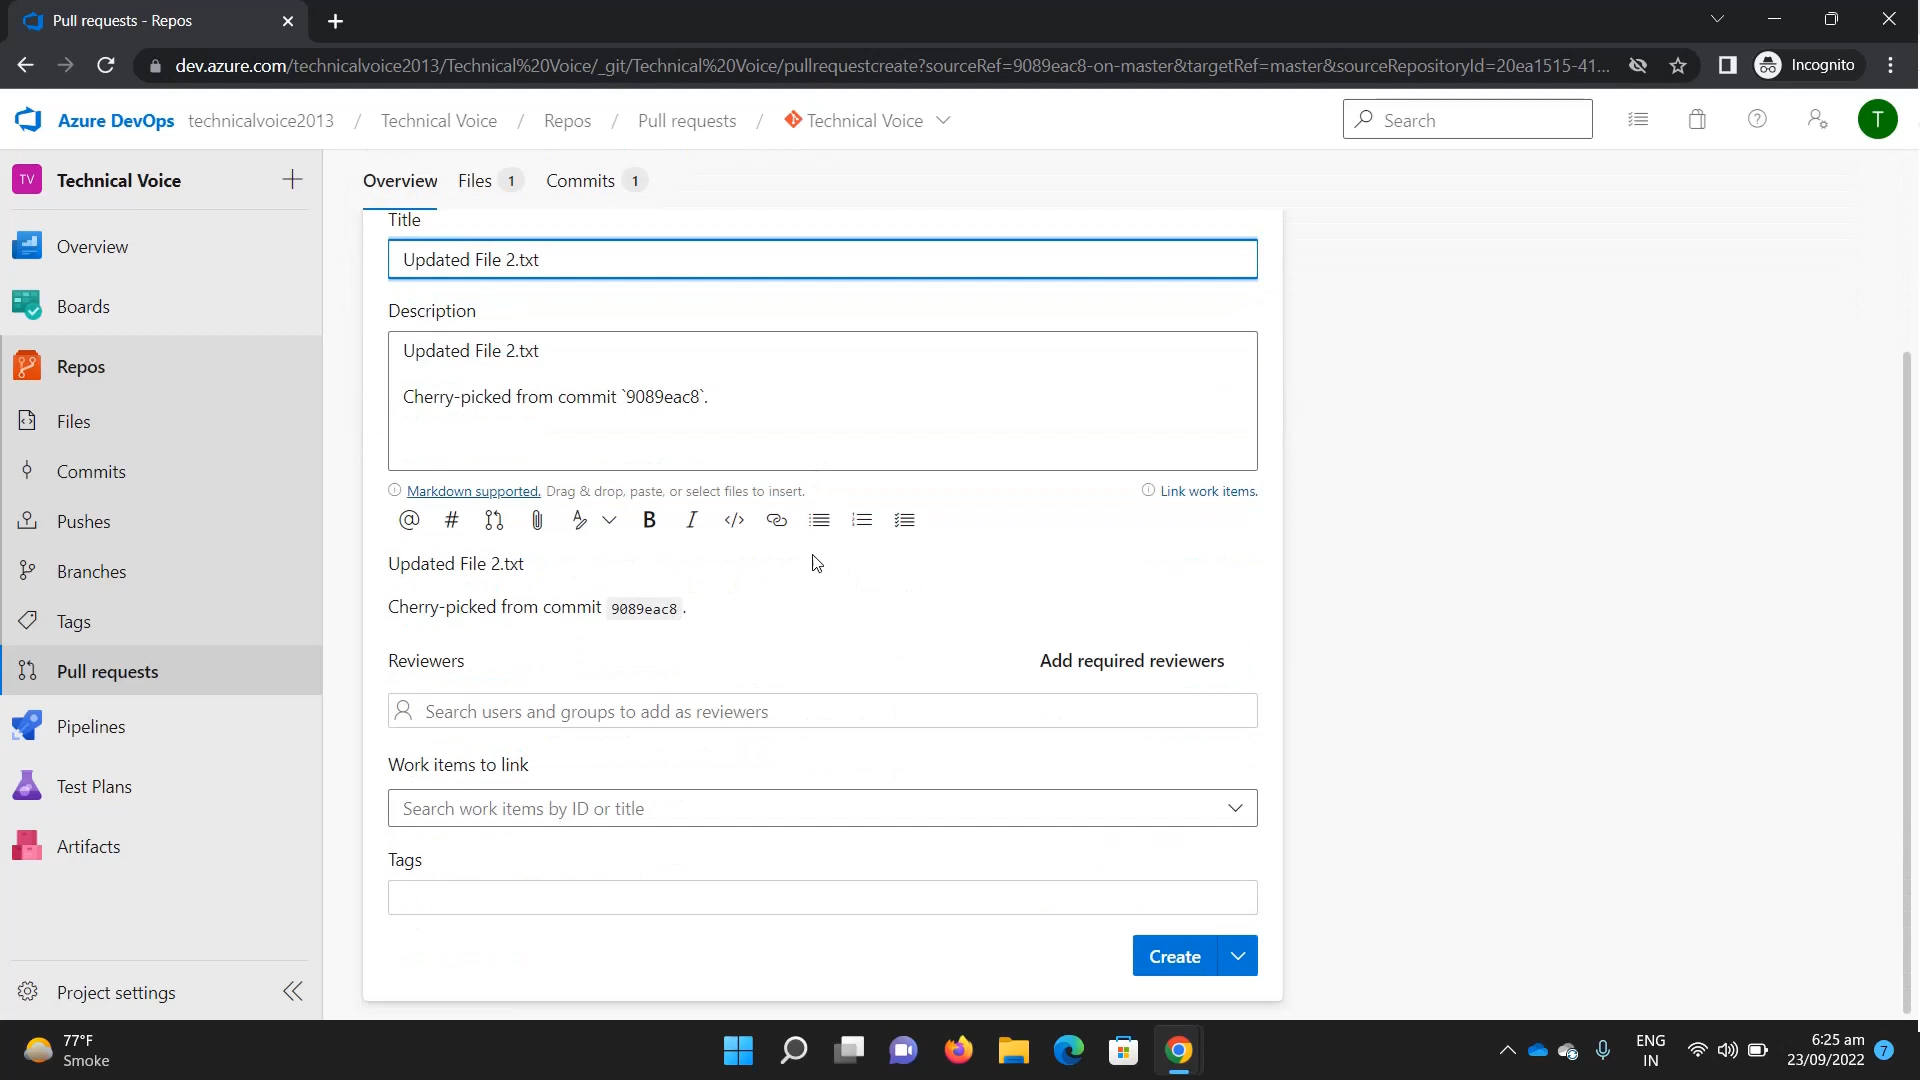 Pull requests - Repos
dev.azure.com/technicalvoice2013/Technical%20Voice/_git/Technical%20Voice/pullrequestcreate?sourceRef=9089eac8-on-master&targetRef=master&sourceRepositoryId=20ea1515-41...
Incognito
Azure DevOps technicalvoice2013 / Technical Voice / Repos / Pull requests / Technical Voice
Search
T
TV Technical Voice
Overview
Boards
Repos
Files
Commits
Pushes
Branches
Tags
Pull requests
Pipelines
Test Plans
Artifacts
Project settings
Overview Files 1 Commits 1
Title
Updated File 2.txt
Description
Updated File 2.txt
Cherry-picked from commit `9089eac8`.
Markdown supported. Drag & drop, paste, or select files to insert.
Link work items.
@ # B I </>
Updated File 2.txt
Cherry-picked from commit 9089eac8 .
Reviewers
Add required reviewers
Search users and groups to add as reviewers
Work items to link
Search work items by ID or title
Tags
Create
77°F
Smoke
ENG
IN
6:25 am
23/09/2022
7